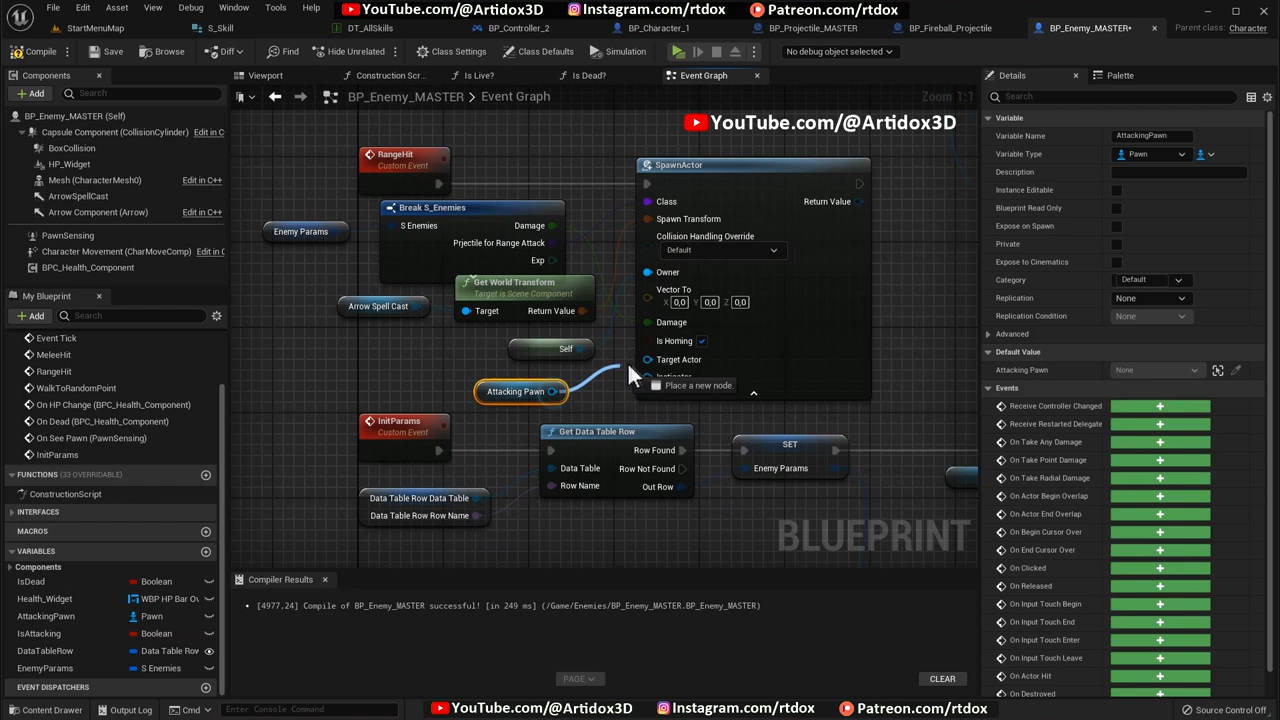 YouTube.com/@Artidox3D Instagram.com/rtdox Patreon.com/rtdox
File Edit Asset View Debug Window Tools
StartMenuMap S_Skill DT_AllSkills BP_Controller_2 BP_Character_1 BP_Projectile_MASTER BP_Fireball_Projectile BP_Enemy_MASTER• Parent class: Character
Compile Save Browse Diff Find Hide Unrelated Class Settings Class Defaults Simulation No debug object selected
Components Viewport Construction Scr... Is Live? Is Dead? Event Graph Details Palette
Add Search BP_Enemy_MASTER > Event Graph Zoom 1:1 Search
YouTube.com/@Artidox3D
BP_Enemy_MASTER (Self)
Capsule Component (CollisionCylinder) Edit in C
BoxCollision
HP_Widget
Mesh (CharacterMesh0) Edit in C++
ArrowSpellCast
Arrow Component (Arrow) Edit in C++
PawnSensing
Character Movement (CharMoveComp) Edit in C++
BPC_Health_Component
My Blueprint
Add Search
Event Tick
MeleeHit
RangeHit
WalkToRandomPoint
On HP Change (BPC_Health_Component)
On Dead (BPC_Health_Component)
On See Pawn (PawnSensing)
InitParams
FUNCTIONS (33 OVERRIDABLE)
ConstructionScript
INTERFACES
MACROS
VARIABLES
Components
IsDead Boolean
Health_Widget WBP HP Bar Ov
AttackingPawn Pawn
IsAttacking Boolean
DataTableRow Data Table Row
EnemyParams S Enemies
EVENT DISPATCHERS
RangeHit
Custom Event
Break S_Enemies
S Enemies Damage
Projectile for Range Attack
Exp
Enemy Params
Get World Transform
Target is Scene Component
Target Return Value
Arrow Spell Cast
Self
Attacking Pawn
SpawnActor
Class Return Value
Spawn Transform
Collision Handling Override
Default
Owner
Vector To
X 0,0 Y 0,0 Z 0,0
Damage
Is Homing
Target Actor
Instigator
Place a new node.
InitParams
Custom Event
Get Data Table Row
Row Found
Data Table Row Not Found
Row Name Out Row
SET
Enemy Params
Data Table Row Data Table
Data Table Row Row Name
BLUEPRINT
Compiler Results
• [4977,24] Compile of BP_Enemy_MASTER successful! [in 249 ms] (/Game/Enemies/BP_Enemy_MASTER.BP_Enemy_MASTER)
PAGE CLEAR
Variable
Variable Name AttackingPawn
Variable Type Pawn
Description
Instance Editable
Blueprint Read Only
Expose on Spawn
Private
Expose to Cinematics
Category Default
Replication None
Replication Condition None
Advanced
Default Value
Attacking Pawn None
Events
Receive Controller Changed
Receive Restarted Delegate
On Take Any Damage
On Take Point Damage
On Take Radial Damage
On Actor Begin Overlap
On Actor End Overlap
On Begin Cursor Over
On End Cursor Over
On Clicked
On Released
On Input Touch Begin
On Input Touch End
On Input Touch Enter
On Input Touch Leave
On Actor Hit
On Destroyed
Content Drawer Output Log Cmd Enter Console Command YouTube.com/@Artidox3D Instagram.com/rtdox Patreon.com/rtdox Source Control Off